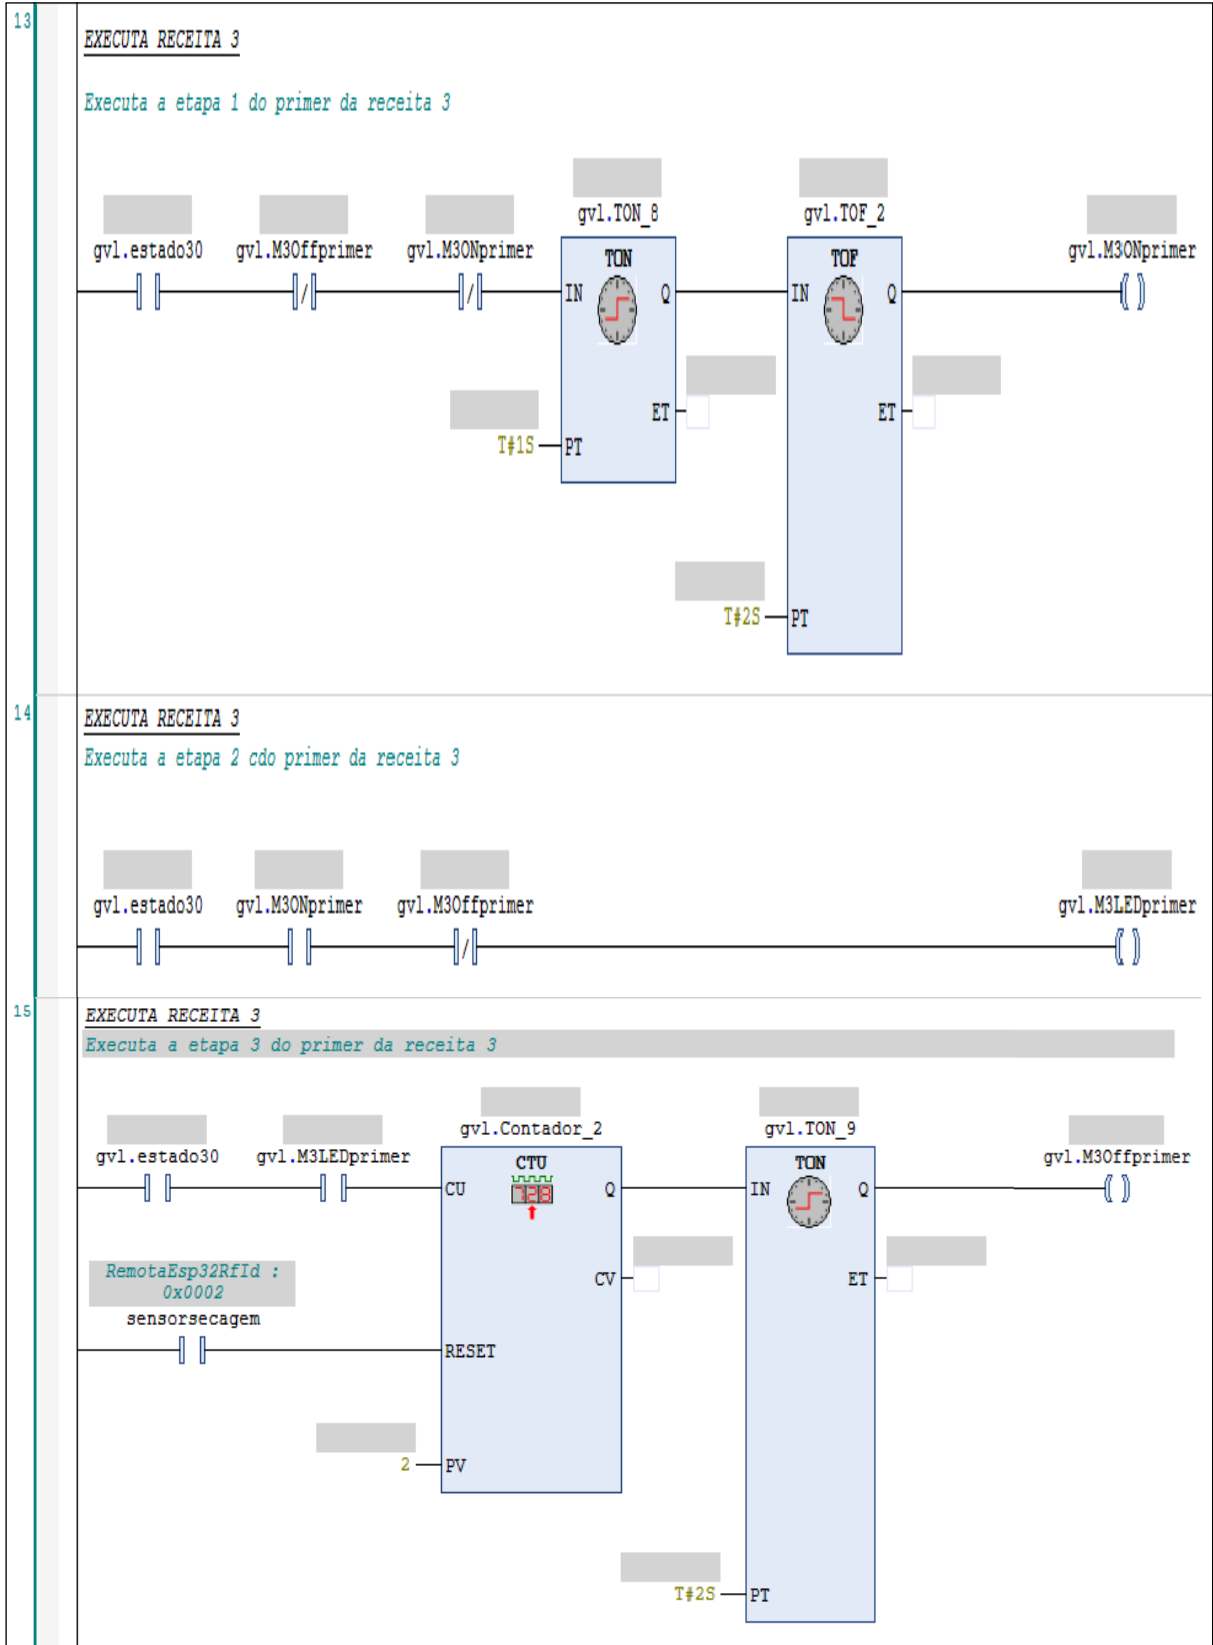 13
EXECUTA RECEITA 3
Executa a etapa 1 do primer da receita 3
gvl.TON_8 gvl.TOF_2
gvl.estado30 gvl.M3Offprimer gvl.M3ONprimer TON TOF gvl.M3ONprimer
IN Q IN Q
ET ET
T#1S PT
T#2S PT
14
EXECUTA RECEITA 3
Executa a etapa 2 cdo primer da receita 3
gvl.estado30 gvl.M3ONprimer gvl.M3Offprimer gvl.M3LEDprimer
15
EXECUTA RECEITA 3
Executa a etapa 3 do primer da receita 3
gvl.Contador_2 gvl.TON_9
gvl.estado30 gvl.M3LEDprimer CTU TON gvl.M3Offprimer
CU Q IN Q
RemotaEsp32RfId :
0x0002
CV ET
sensorsecagem
RESET
2 PV
T#2S PT